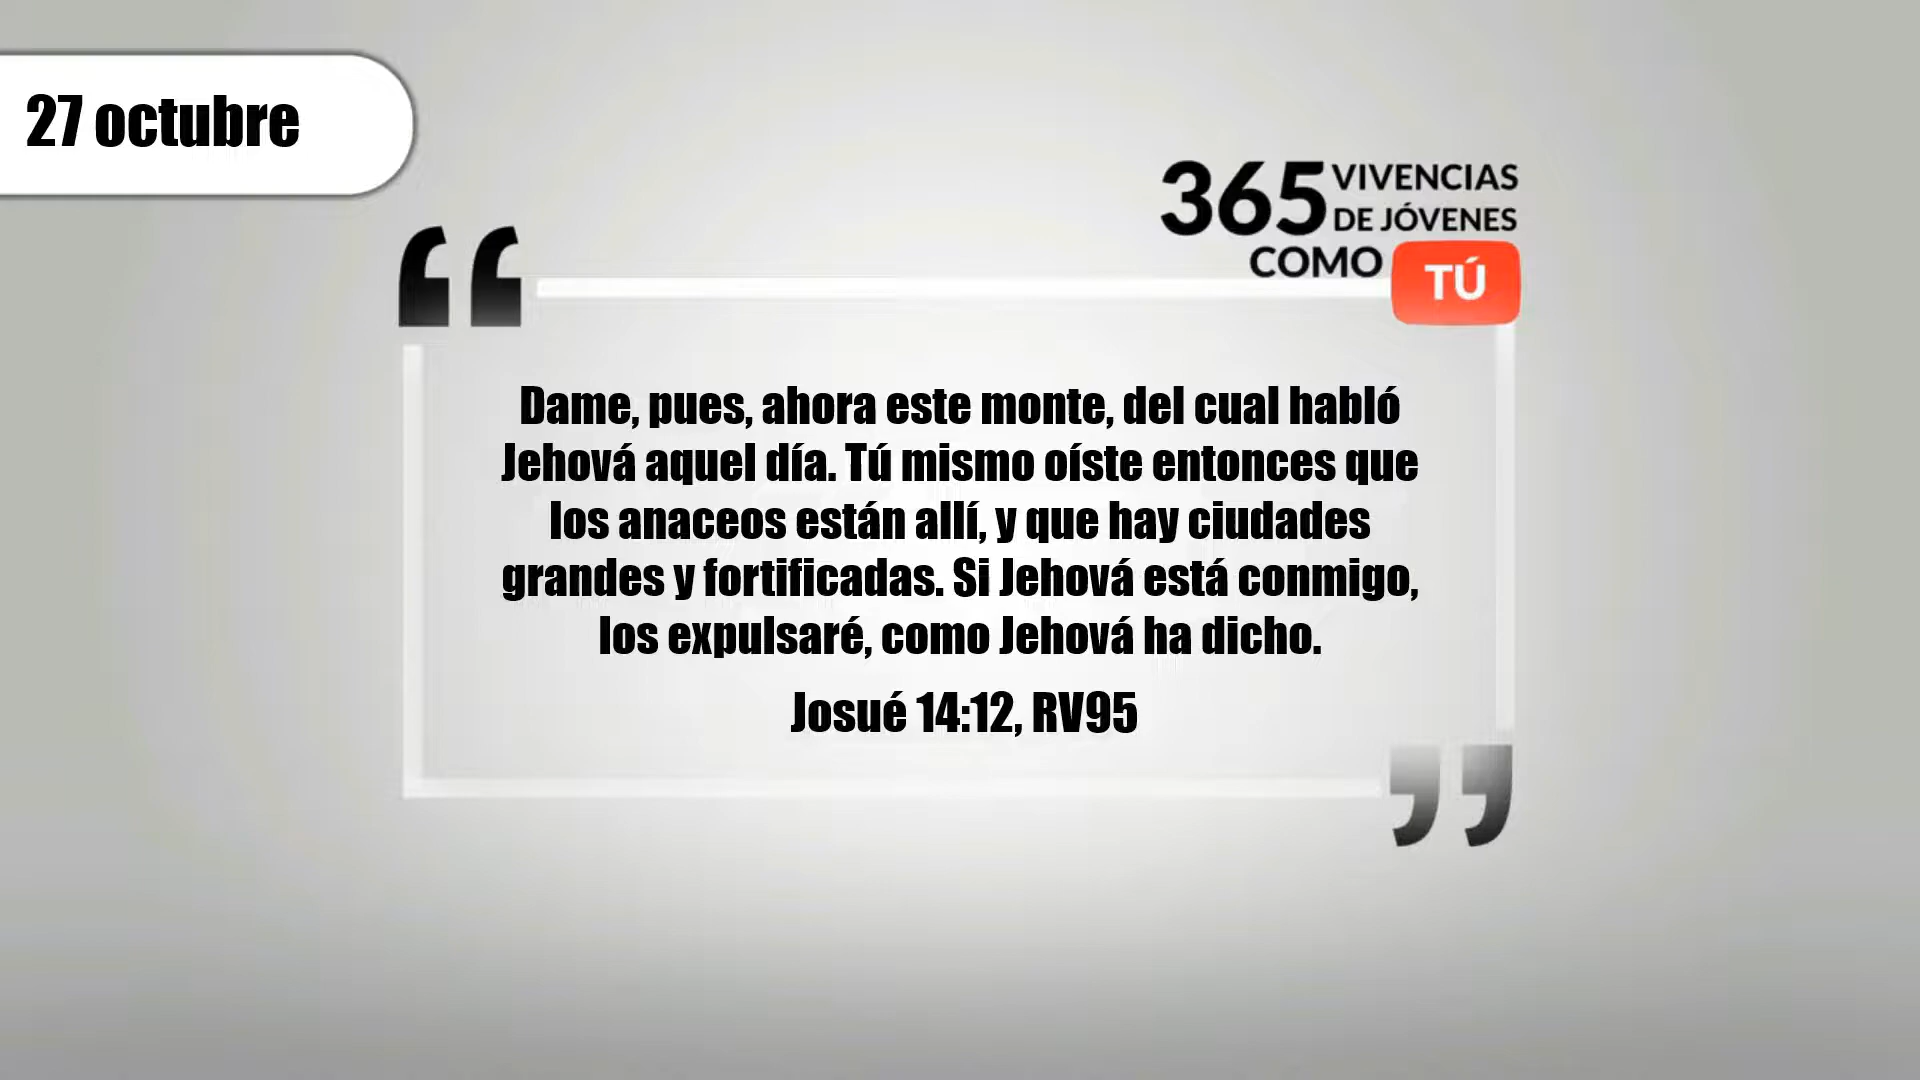 27 octubre
365 VIVENCIAS
DE JÓVENES
COMO TÚ
Dame, pues, ahora este monte, del cual habló
Jehová aquel día. Tú mismo oíste entonces que
los anaceos están allí, y que hay ciudades
grandes y fortificadas. Si Jehová está conmigo,
los expulsaré, como Jehová ha dicho.
Josué 14:12, RV95